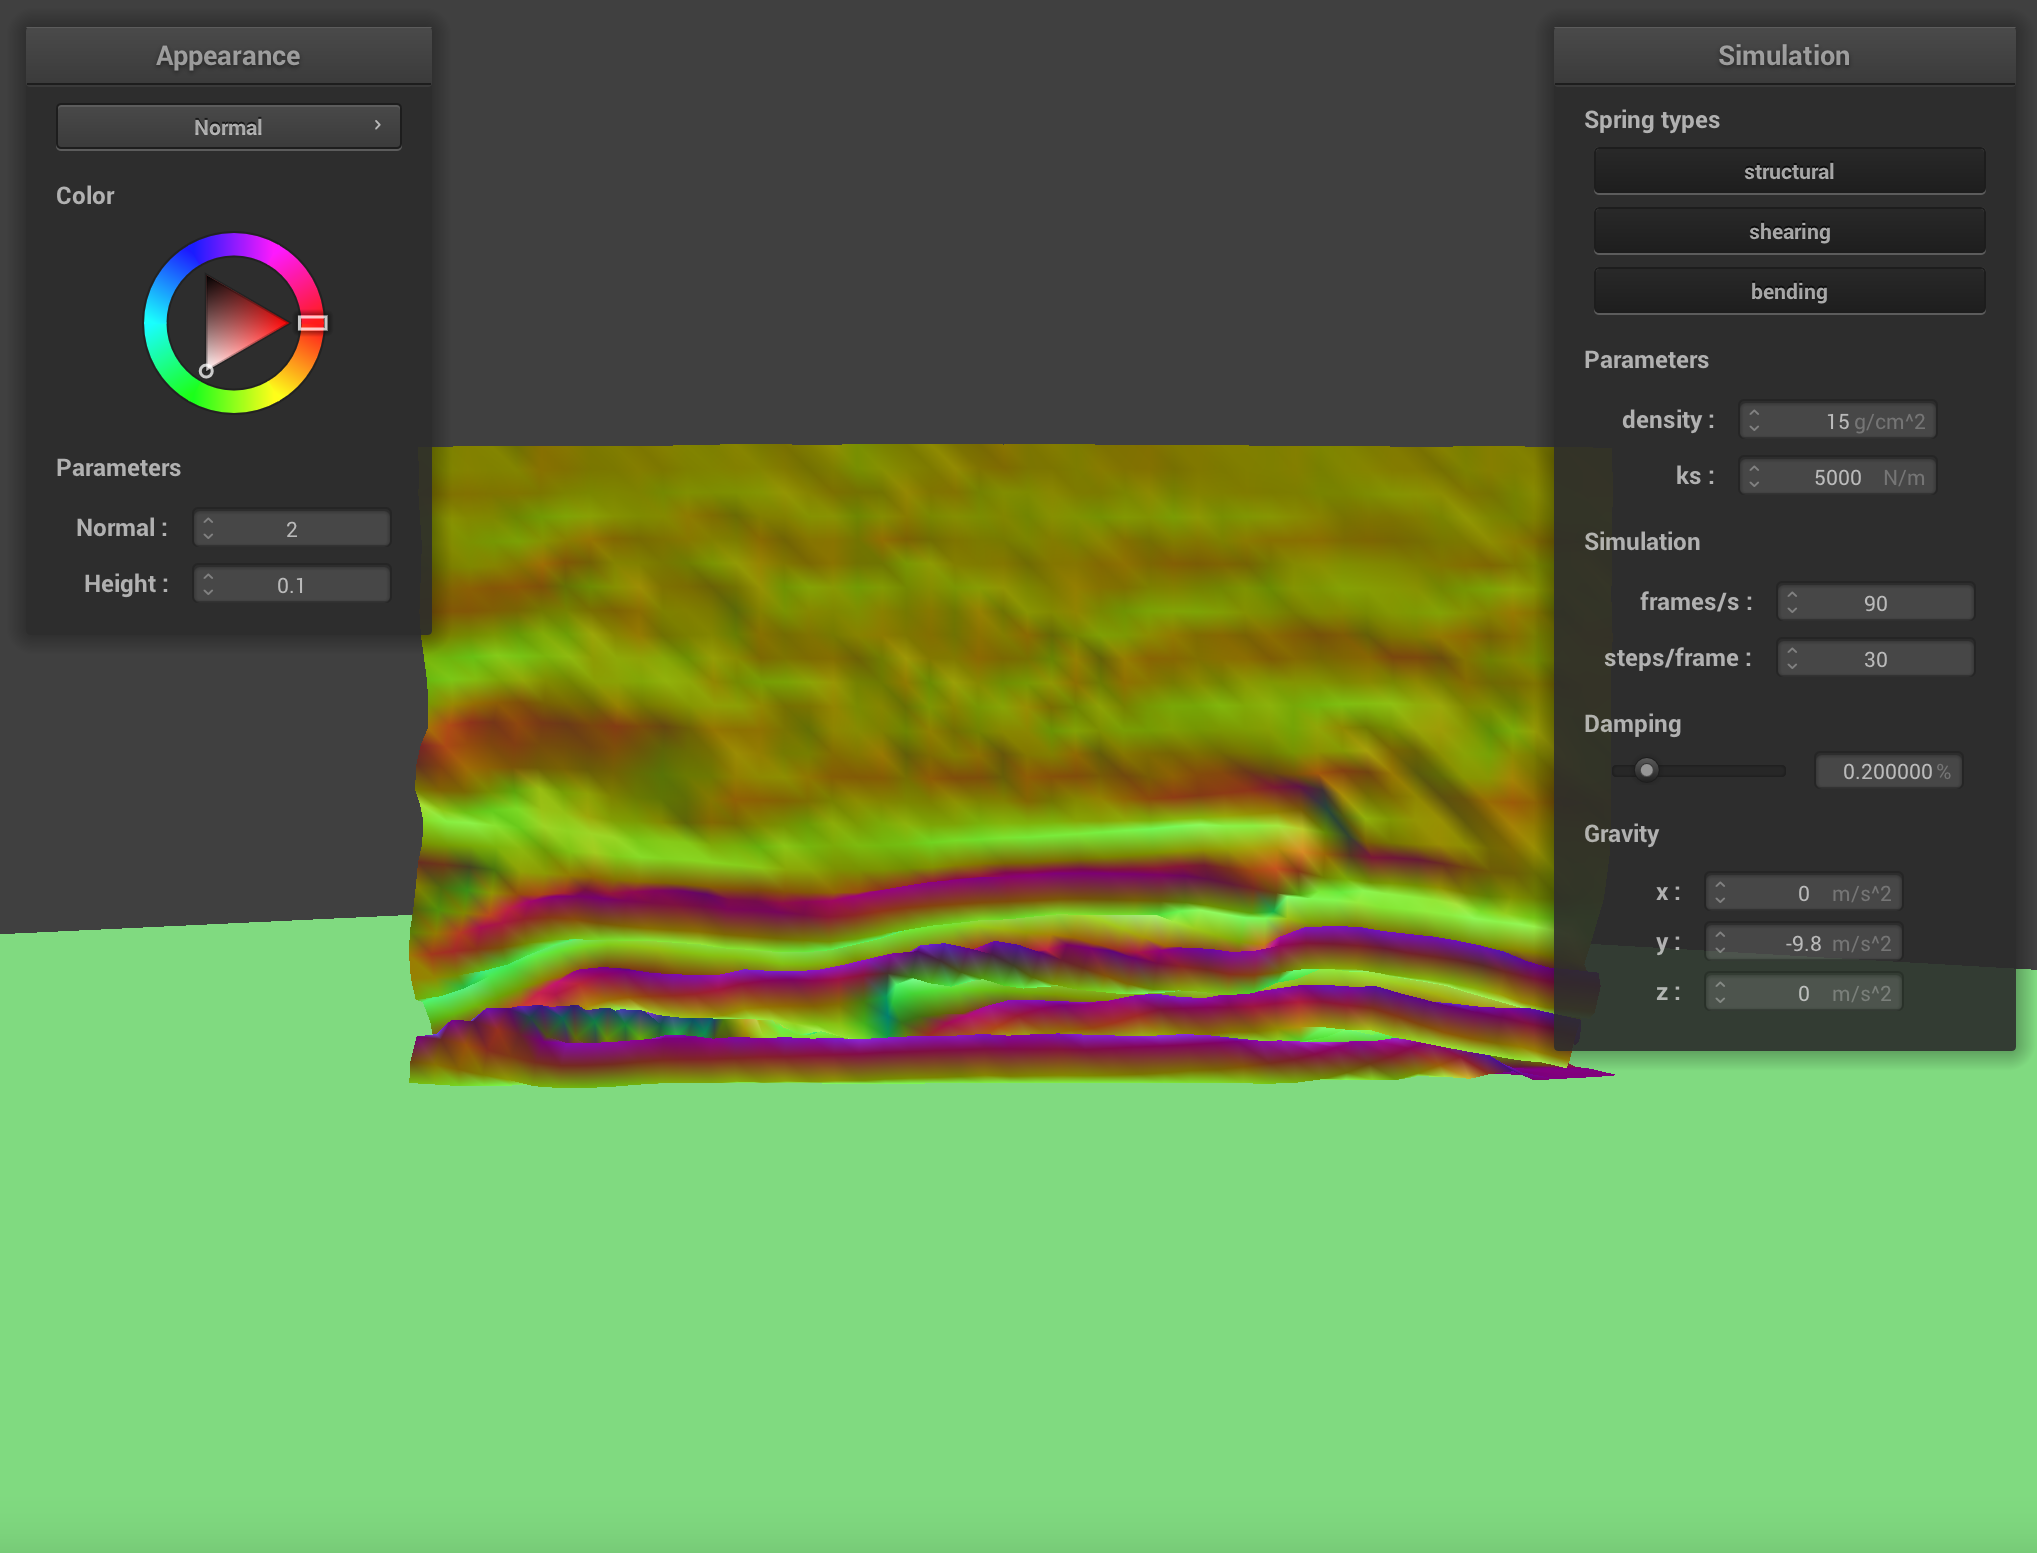 Appearance
Normal
Color
Parameters
Normal : 2
Height : 0.1
Simulation
Spring types
structural
shearing
bending
Parameters
density : 15 g/cm^2
ks : 5000 N/m
Simulation
frames/s : 90
steps/frame : 30
Damping
0.200000 %
Gravity
x : 0 m/s^2
y : -9.8 m/s^2
z : 0 m/s^2